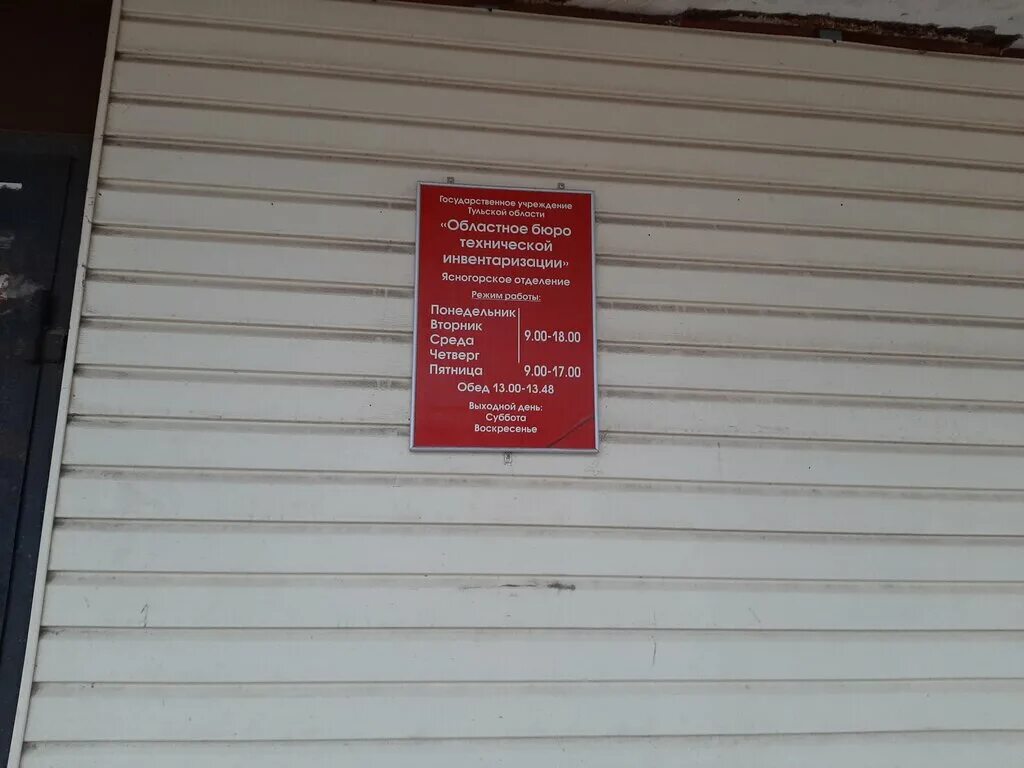 Государственное учреждение
Тульской области
«Областное бюро
технической
инвентаризации»
Ясногорское отделение
Режим работы:
Понедельник
Вторник
Среда 9.00-18.00
Четверг
Пятница 9.00-17.00
Обед 13.00-13.48
Выходной день:
Суббота
Воскресенье